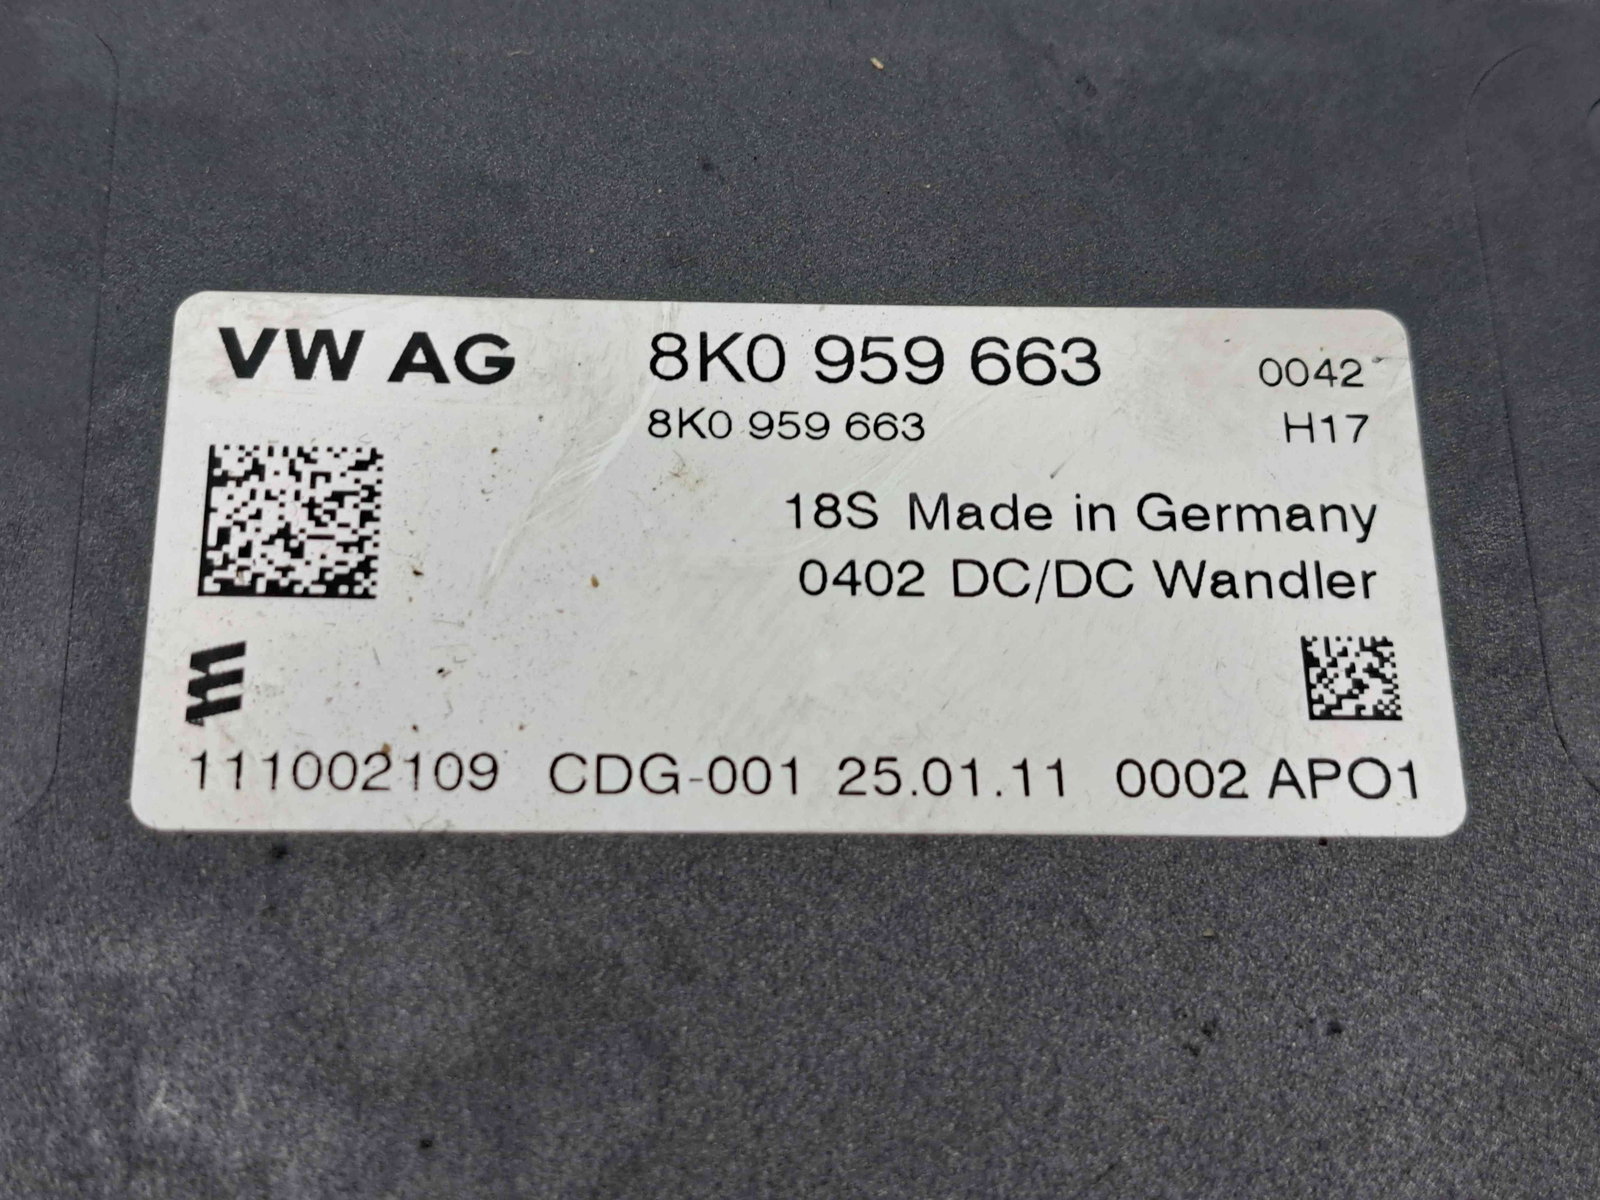 VW AG 8K0 959 663 0042
8K0 959 663 H17
18S Made in Germany
0402 DC/DC Wandler
111002109 CDG-001 25.01.11 0002 APO1